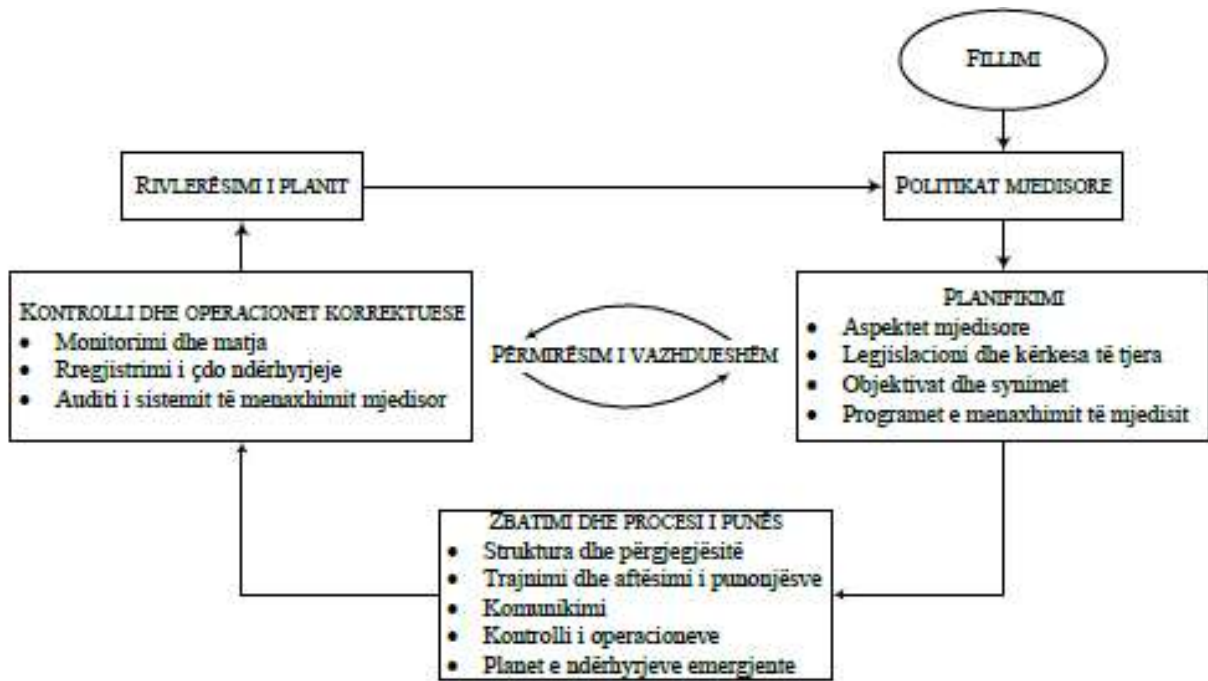 FILLIMI
RIVLERËSIMI I PLANIT
POLITIKAT MJEDISORE
KONTROLLI DHE OPERACIONET KORREKTUESE
• Monitorimi dhe matja
• Rregjistrimi i çdo ndërhyrjeje
• Auditi i sistemit të menaxhimit mjedisor
PËRMIRËSIM I VAZHDUESHËM
PLANIFIKIMI
• Aspektet mjedisore
• Legjislacioni dhe kërkesa të tjera
• Objektivat dhe synimet
• Programet e menaxhimit të mjedisit
ZBATIMI DHE PROCESI I PUNËS
• Struktura dhe përgjegjësitë
• Trajnimi dhe aftësimi i punonjësve
• Komunikimi
• Kontrolli i operacioneve
• Planet e ndërhyrjeve emergjente